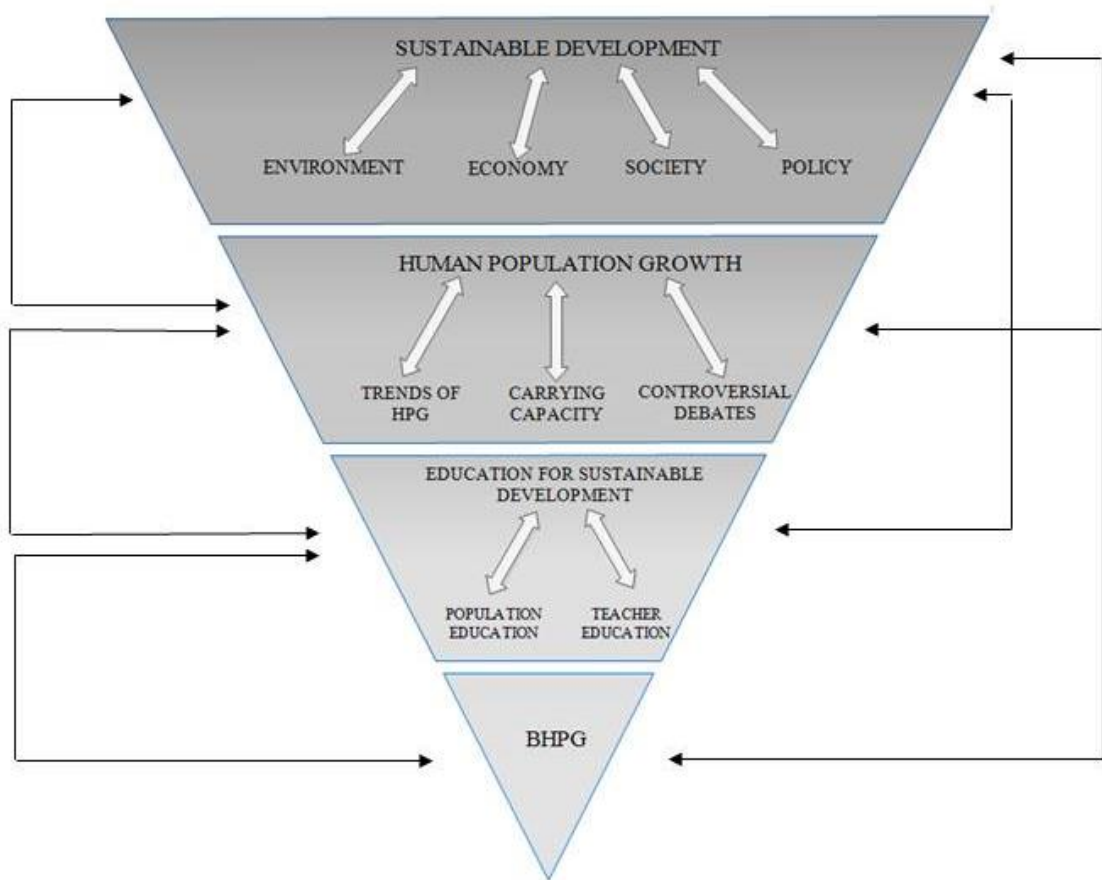 SUSTAINABLE DEVELOPMENT
ENVIRONMENT
ECONOMY
SOCIETY
POLICY
HUMAN POPULATION GROWTH
TRENDS OF
HPG
CARRYING
CAPACITY
CONTROVERSIAL
DEBATES
EDUCATION FOR SUSTAINABLE
DEVELOPMENT
POPULATION
EDUCATION
TEACHER
EDUCATION
BHPG